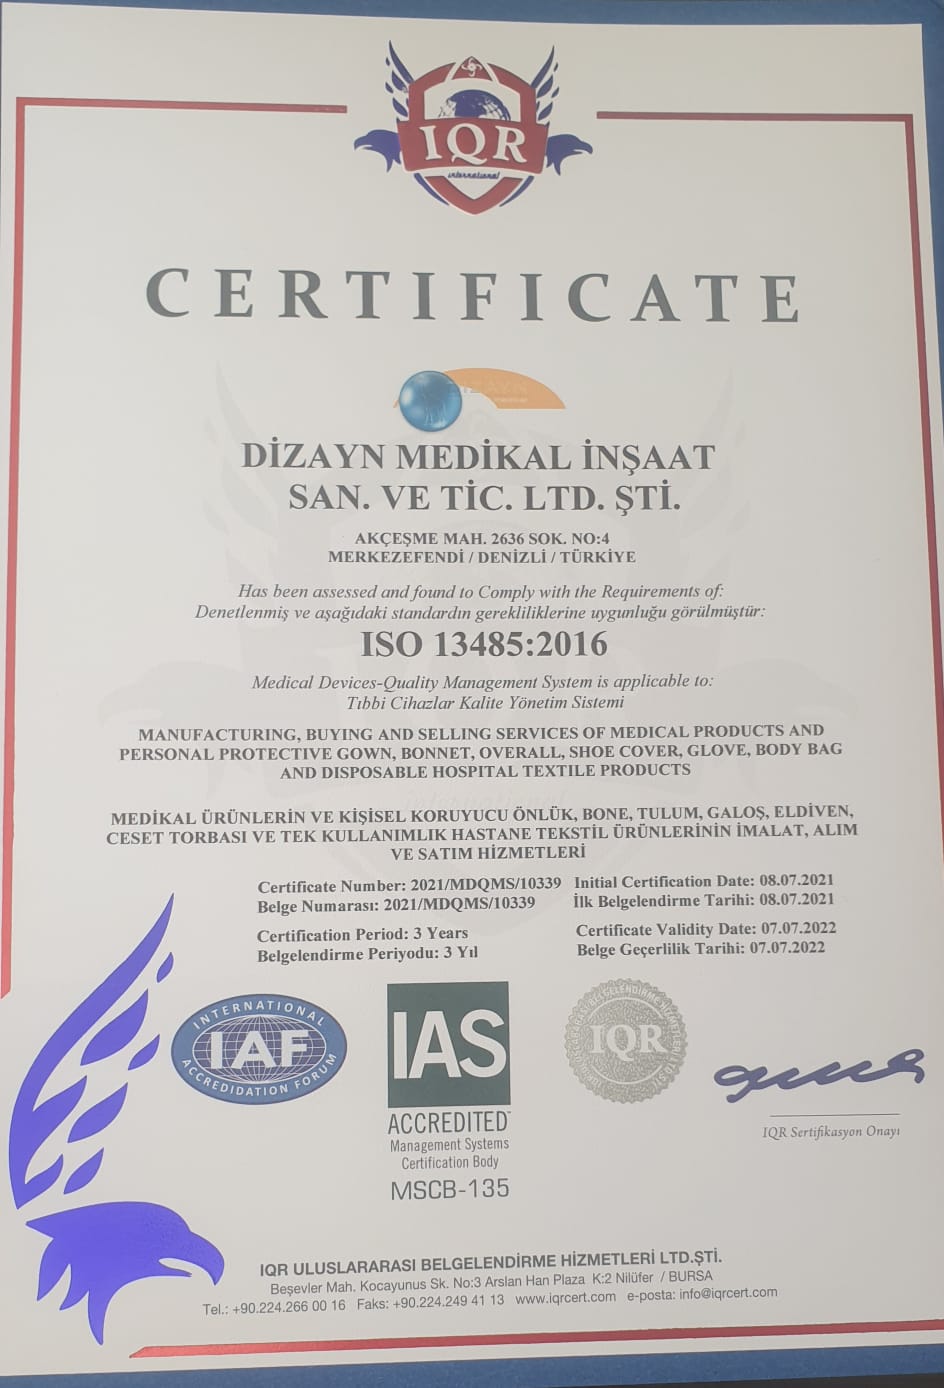 IQR
international
CERTIFICATE
DİZAYN
DİZAYN MEDİKAL İNŞAAT
SAN. VE TİC. LTD. ŞTİ.
AKÇEŞME MAH. 2636 SOK. NO:4
MERKEZEFENDİ / DENİZLİ / TÜRKİYE
Has been assessed and found to Comply with the Requirements of:
Denetlenmiş ve aşağıdaki standardın gerekliliklerine uygunluğu görülmüştür:
ISO 13485:2016
Medical Devices-Quality Management System is applicable to:
Tıbbi Cihazlar Kalite Yönetim Sistemi
MANUFACTURING, BUYING AND SELLING SERVICES OF MEDICAL PRODUCTS AND
PERSONAL PROTECTIVE GOWN, BONNET, OVERALL, SHOE COVER, GLOVE, BODY BAG
AND DISPOSABLE HOSPITAL TEXTILE PRODUCTS
MEDİKAL ÜRÜNLERİN VE KİŞİSEL KORUYUCU ÖNLÜK, BONE, TULUM, GALOŞ, ELDİVEN,
CESET TORBASI VE TEK KULLANIMLIK HASTANE TEKSTİL ÜRÜNLERİNİN İMALAT, ALIM
VE SATIM HİZMETLERİ
Certificate Number: 2021/MDQMS/10339 Initial Certification Date: 08.07.2021
Belge Numarası: 2021/MDQMS/10339 İlk Belgelendirme Tarihi: 08.07.2021
Certification Period: 3 Years Certificate Validity Date: 07.07.2022
Belgelendirme Periyodu: 3 Yıl Belge Geçerlilik Tarihi: 07.07.2022
INTERNATIONAL
IAF
ACCREDIDATION FORUM
IAS
ACCREDITED™
Management Systems
Certification Body
MSCB-135
IQR
IQR Sertifikasyon Onayı
IQR ULUSLARARASI BELGELENDİRME HİZMETLERİ LTD.ŞTİ.
Beşevler Mah. Kocayunus Sk. No:3 Arslan Han Plaza K:2 Nilüfer / BURSA
Tel.: +90.224.266 00 16 Faks: +90.224.249 41 13 www.iqrcert.com e-posta: info@iqrcert.com